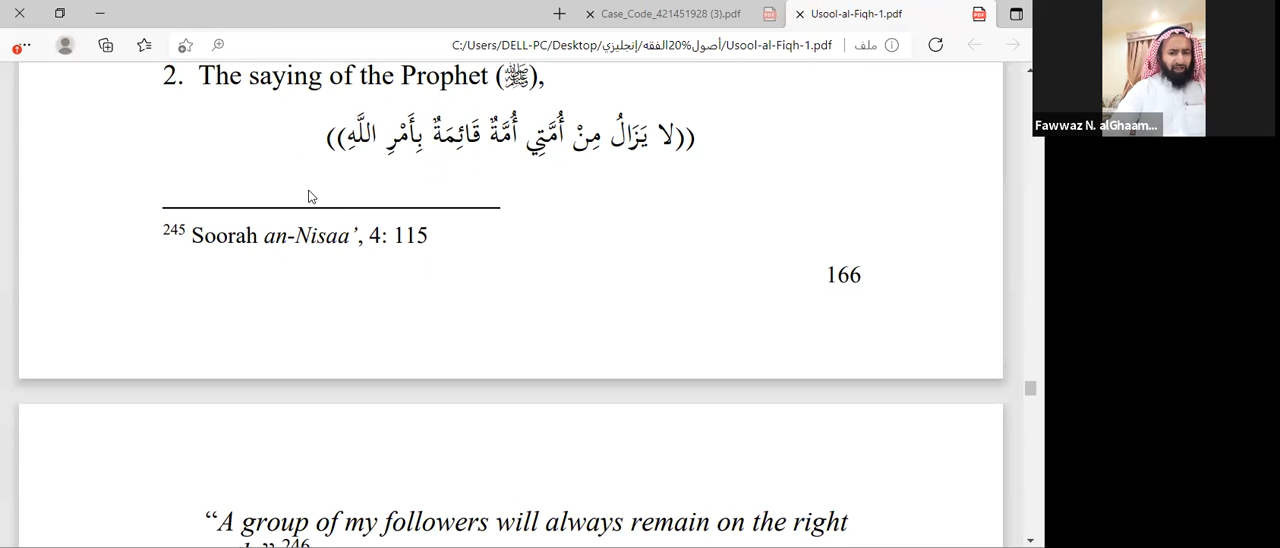 Case_Code_421451928 (3).pdf
Usool-al-Fiqh-1.pdf
C:/Users/DELL-PC/Desktop/إنجليزي/أصول%20الفقه/Usool-al-Fiqh-1.pdf
ملف
Fawwaz N. alGhaam...
2. The saying of the Prophet (ﷺ),
((لا يَزَالُ مِنْ أُمَّتِي أُمَّةٌ قَائِمَةٌ بِأَمْرِ اللَّهِ))
245 Soorah an-Nisaa’, 4: 115
166
“A group of my followers will always remain on the right
246